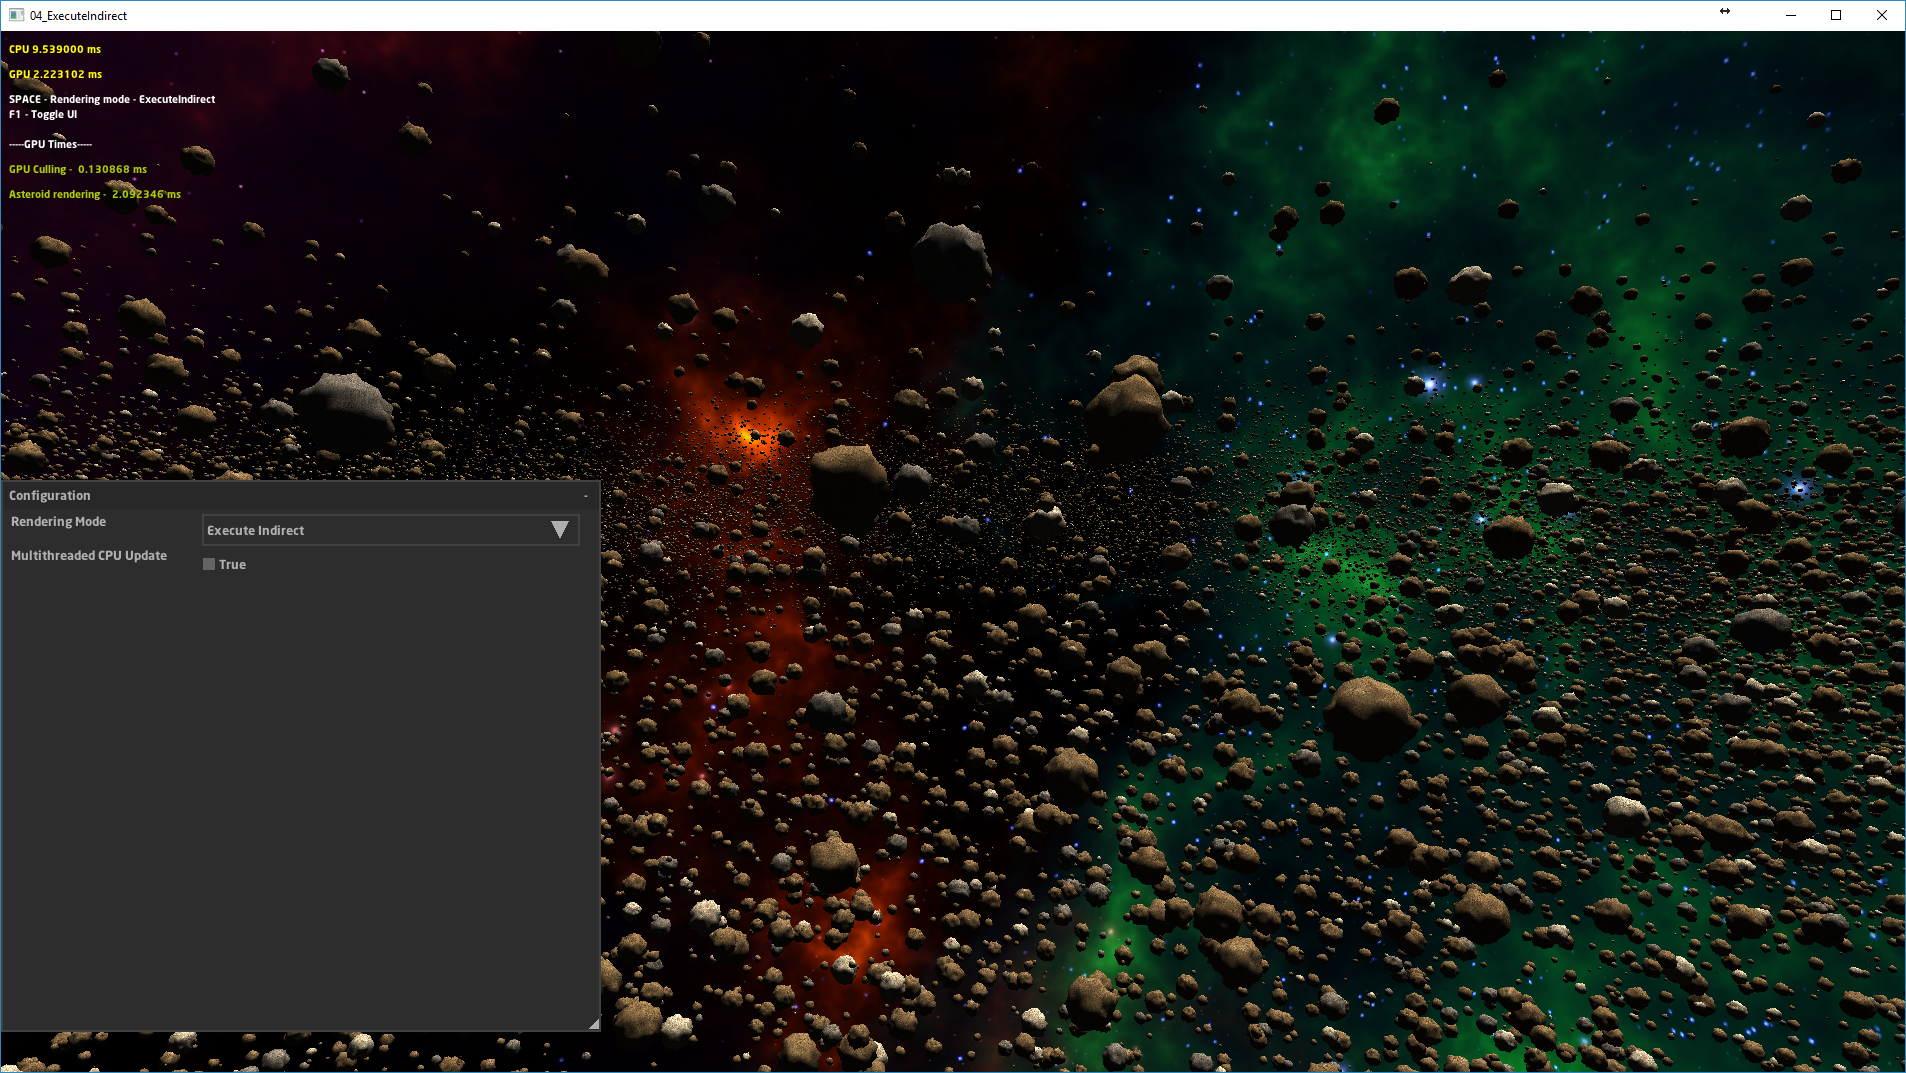 04_ExecuteIndirect
CPU 9.539000 ms
GPU 2.223102 ms
SPACE - Rendering mode - ExecuteIndirect
F1 - Toggle UI
-----GPU Times-----
GPU Culling - 0.130868 ms
Asteroid rendering - 2.092346 ms
Configuration
Rendering Mode
Execute Indirect
Multithreaded CPU Update
True